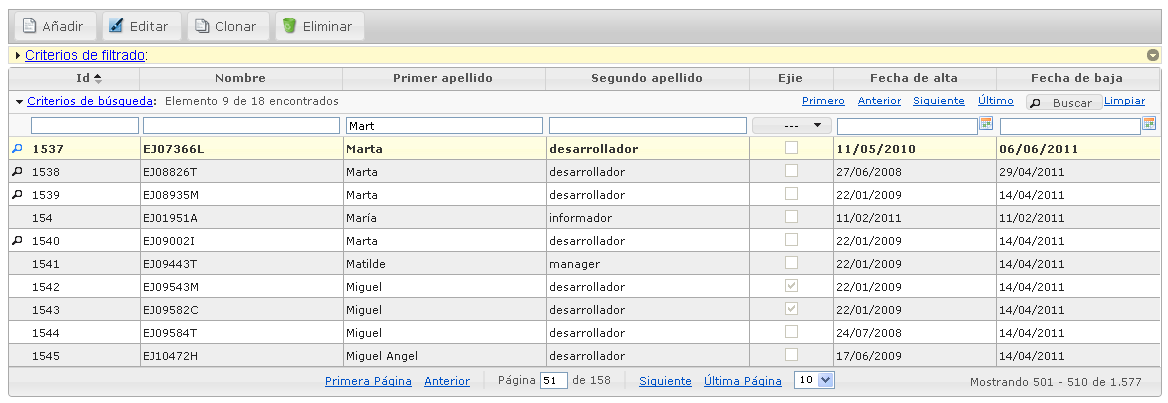 Añadir Editar Clonar Eliminar
Criterios de filtrado:
Id Nombre Primer apellido Segundo apellido Ejie Fecha de alta Fecha de baja
Criterios de búsqueda: Elemento 9 de 18 encontrados Primero Anterior Siguiente Último Buscar Limpiar
Mart ---
1537 EJ07366L Marta desarrollador 11/05/2010 06/06/2011
1538 EJ08826T Marta desarrollador 27/06/2008 29/04/2011
1539 EJ08935M Marta desarrollador 22/01/2009 14/04/2011
154 EJ01951A María informador 11/02/2011 11/02/2011
1540 EJ09002I Marta desarrollador 22/01/2009 14/04/2011
1541 EJ09443T Matilde manager 22/01/2009 14/04/2011
1542 EJ09543M Miguel desarrollador 22/01/2009 14/04/2011
1543 EJ09582C Miguel desarrollador 22/01/2009 14/04/2011
1544 EJ09584T Miguel desarrollador 24/07/2008 14/04/2011
1545 EJ10472H Miguel Angel desarrollador 17/06/2009 14/04/2011
Primera Página Anterior Página 51 de 158 Siguiente Última Página 10 Mostrando 501 - 510 de 1.577